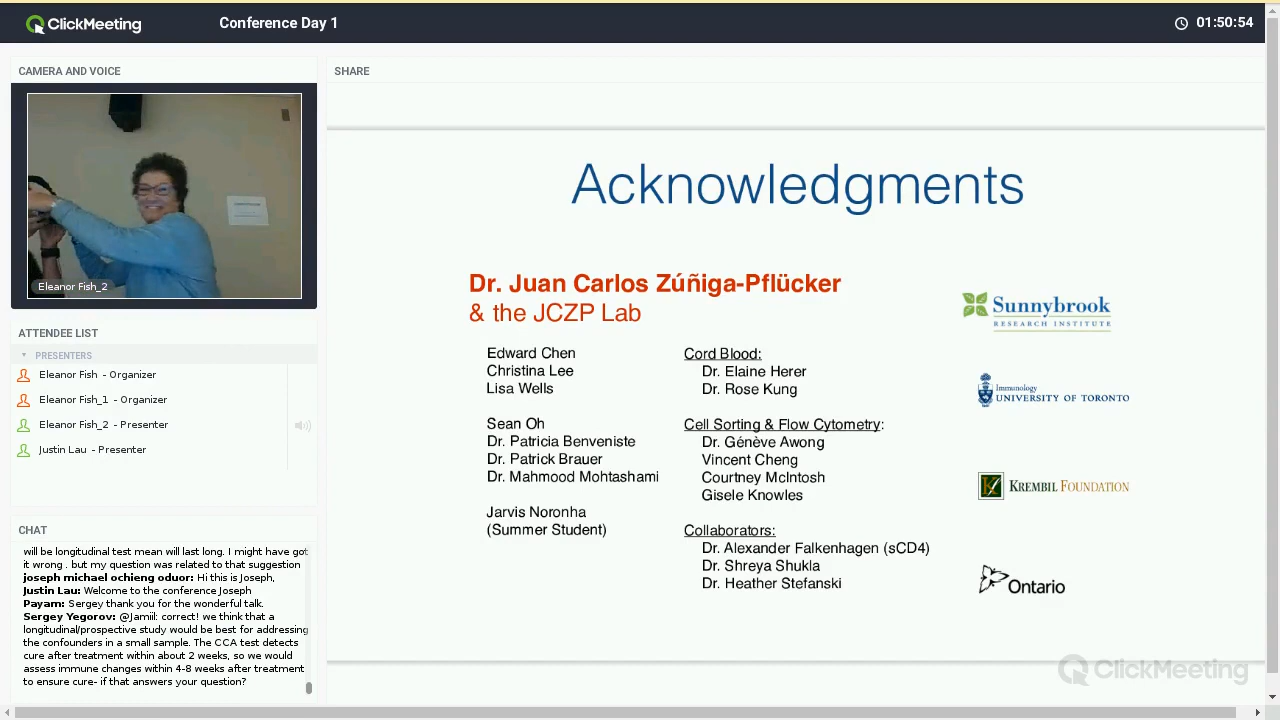 ClickMeeting
Conference Day 1
01:50:54
CAMERA AND VOICE
Eleanor Fish_2
ATTENDEE LIST
PRESENTERS
Eleanor Fish - Organizer
Eleanor Fish_1 - Organizer
Eleanor Fish_2 - Presenter
Justin Lau - Presenter
CHAT
will be longitudinal test mean will last long. I might have got
it wrong . but my question was related to that suggestion
joseph michael ochieng oduor: Hi this is Joseph,
Justin Lau: Welcome to the conference Joseph
Payam: Sergey thank you for the wonderful talk.
Sergey Yegorov: @Jamiil: correct! we think that a
longitudinal/prospective study would be best for addressing
the confounders in a small sample. The CCA test detects
cure after treatment within about 2 weeks, so we would
assess immune changes within 4-8 weeks after treatment
to ensure cure- if that answers your question?
SHARE
Acknowledgments
Dr. Juan Carlos Zúñiga-Pflücker
& the JCZP Lab
Edward Chen
Christina Lee
Lisa Wells
Sean Oh
Dr. Patricia Benveniste
Dr. Patrick Brauer
Dr. Mahmood Mohtashami
Jarvis Noronha
(Summer Student)
Cord Blood:
Dr. Elaine Herer
Dr. Rose Kung
Cell Sorting & Flow Cytometry:
Dr. Génève Awong
Vincent Cheng
Courtney McIntosh
Gisele Knowles
Collaborators:
Dr. Alexander Falkenhagen (sCD4)
Dr. Shreya Shukla
Dr. Heather Stefanski
Sunnybrook
RESEARCH INSTITUTE
Immunology
UNIVERSITY OF TORONTO
KREMBIL FOUNDATION
Ontario
ClickMeeting